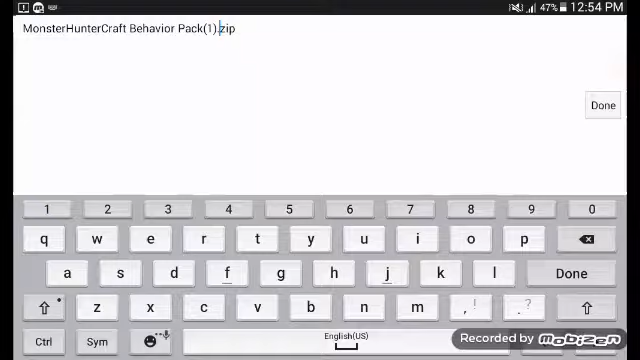 47% 12:54 PM
MonsterHunterCraft Behavior Pack(1).zip
Done
1 2 3 4 5 6 7 8 9 0
q w e r t y u i o p
a s d f g h j k l Done
z x c v b n m , ! . ?
Ctrl Sym English(US)
Recorded by mobizen